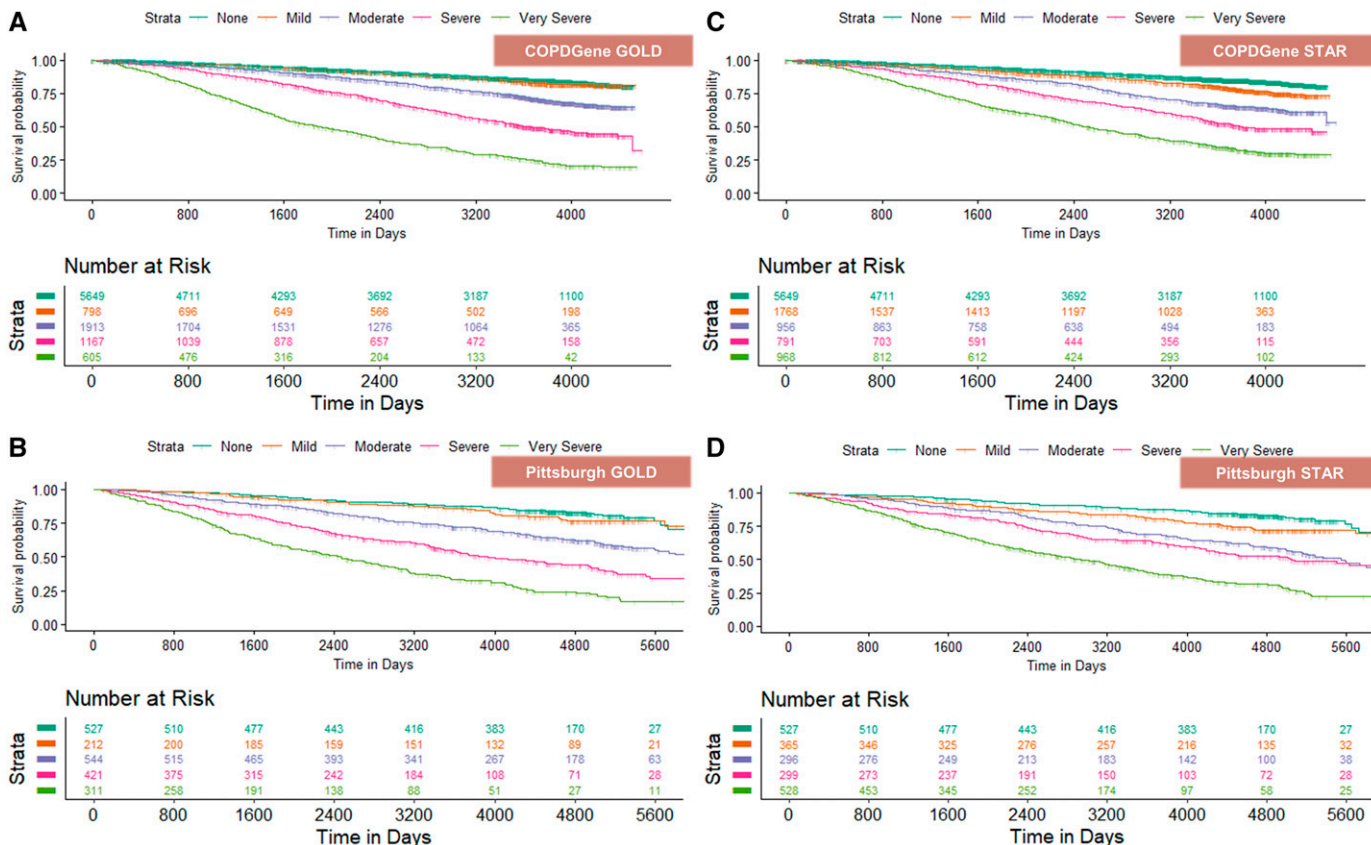 A
Strata None Mild Moderate Severe Very Severe
COPDGene GOLD
Survival probability
1.00
0.75
0.50
0.25
0.00
0 800 1600 2400 3200 4000
Time in Days
Number at Risk
Strata
5649 4711 4293 3692 3187 1100
798 696 649 566 502 198
1913 1704 1531 1276 1064 365
1167 1039 878 657 472 158
605 476 316 204 133 42
0 800 1600 2400 3200 4000
Time in Days
C
Strata None Mild Moderate Severe Very Severe
COPDGene STAR
Survival probability
1.00
0.75
0.50
0.25
0.00
0 800 1600 2400 3200 4000
Time in Days
Number at Risk
Strata
5649 4711 4293 3692 3187 1100
1768 1537 1413 1197 1028 363
956 863 758 638 494 183
791 703 591 444 356 115
968 812 612 424 293 102
0 800 1600 2400 3200 4000
Time in Days
B
Strata None Mild Moderate Severe Very Severe
Pittsburgh GOLD
Survival probability
1.00
0.75
0.50
0.25
0.00
0 800 1600 2400 3200 4000 4800 5600
Time in Days
Number at Risk
Strata
527 510 477 443 416 383 170 27
212 200 185 159 151 132 89 21
544 515 465 393 341 267 178 63
421 375 315 242 184 108 71 28
311 258 191 138 88 51 27 11
0 800 1600 2400 3200 4000 4800 5600
Time in Days
D
Strata None Mild Moderate Severe Very Severe
Pittsburgh STAR
Survival probability
1.00
0.75
0.50
0.25
0.00
0 800 1600 2400 3200 4000 4800 5600
Time in Days
Number at Risk
Strata
527 510 477 443 416 383 170 27
365 346 325 276 257 216 135 32
296 276 249 213 183 142 100 38
299 273 237 191 150 103 72 28
528 453 345 252 174 97 58 25
0 800 1600 2400 3200 4000 4800 5600
Time in Days